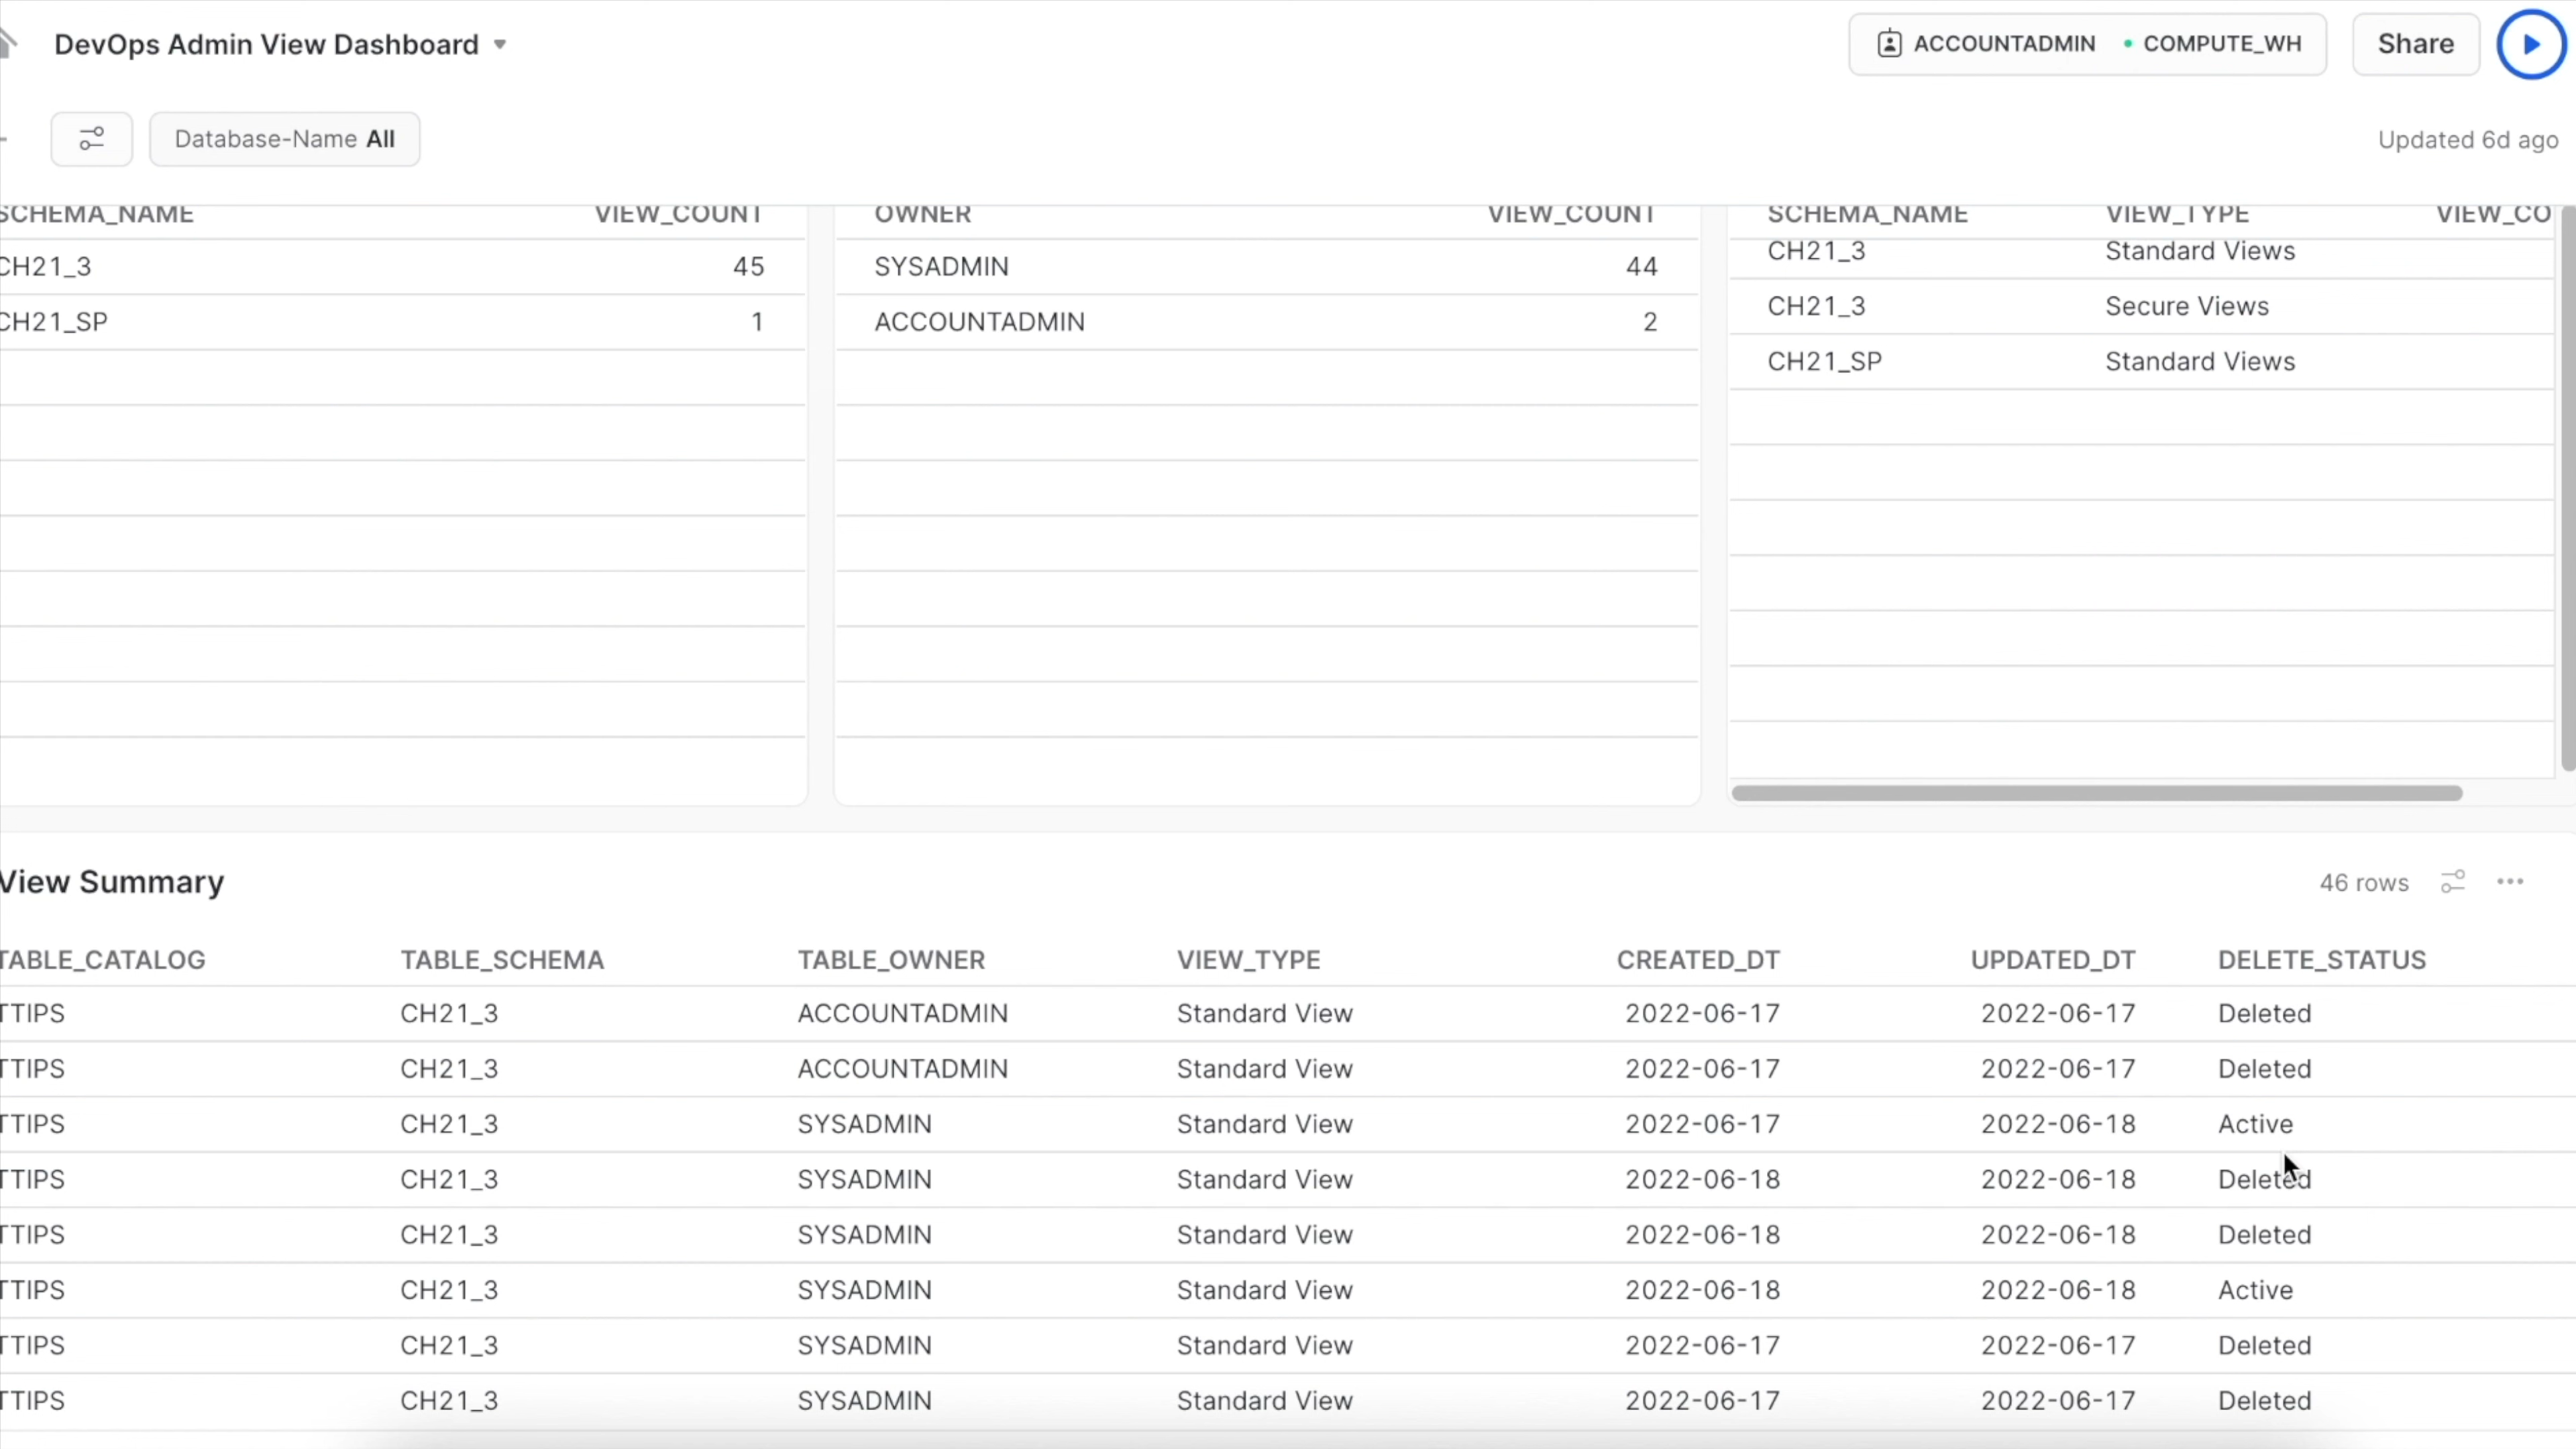 DevOps Admin View Dashboard
ACCOUNTADMIN COMPUTE_WH
Share
Database-Name All
Updated 6d ago
SCHEMA_NAME VIEW_COUNT
CH21_3 45
CH21_SP 1
OWNER VIEW_COUNT
SYSADMIN 44
ACCOUNTADMIN 2
SCHEMA_NAME VIEW_TYPE VIEW_CO
CH21_3 Standard Views
CH21_3 Secure Views
CH21_SP Standard Views
View Summary
46 rows
TABLE_CATALOG TABLE_SCHEMA TABLE_OWNER VIEW_TYPE CREATED_DT UPDATED_DT DELETE_STATUS
TTIPS CH21_3 ACCOUNTADMIN Standard View 2022-06-17 2022-06-17 Deleted
TTIPS CH21_3 ACCOUNTADMIN Standard View 2022-06-17 2022-06-17 Deleted
TTIPS CH21_3 SYSADMIN Standard View 2022-06-17 2022-06-18 Active
TTIPS CH21_3 SYSADMIN Standard View 2022-06-18 2022-06-18 Deleted
TTIPS CH21_3 SYSADMIN Standard View 2022-06-18 2022-06-18 Deleted
TTIPS CH21_3 SYSADMIN Standard View 2022-06-18 2022-06-18 Active
TTIPS CH21_3 SYSADMIN Standard View 2022-06-17 2022-06-17 Deleted
TTIPS CH21_3 SYSADMIN Standard View 2022-06-17 2022-06-17 Deleted